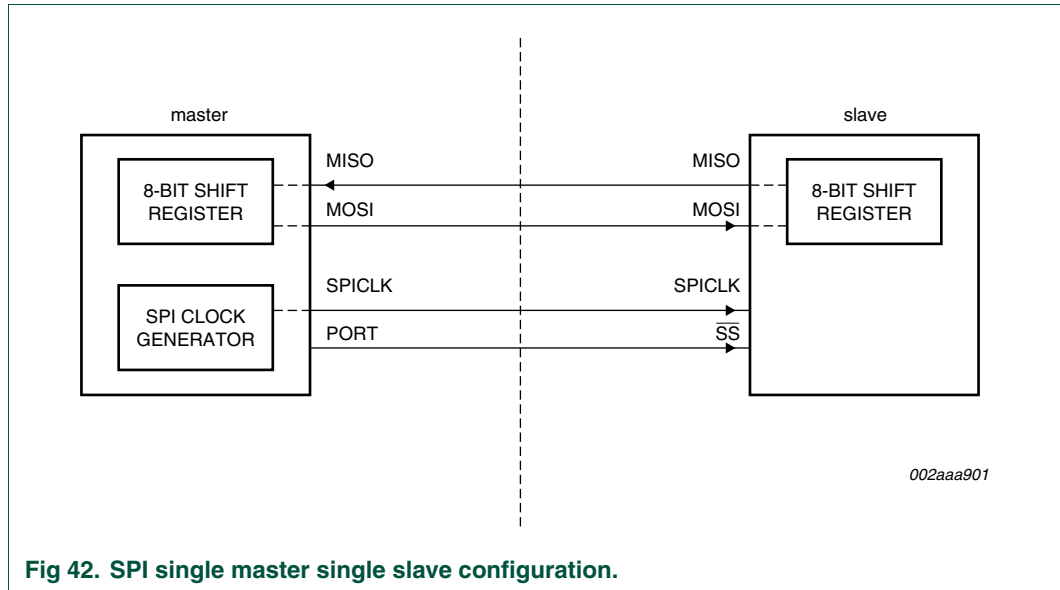 master
slave
MISO
MISO
8-BIT SHIFT
REGISTER
8-BIT SHIFT
REGISTER
MOSI
MOSI
SPICLK
SPICLK
SPI CLOCK
GENERATOR
PORT
S̅S̅
002aaa901
Fig 42. SPI single master single slave configuration.